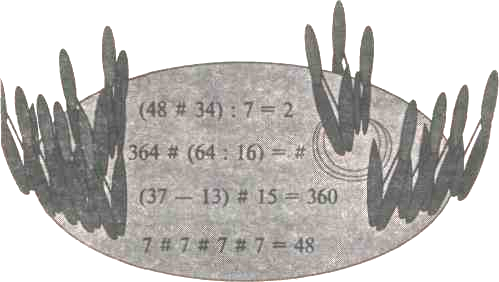 (48 # 34) : 7 = 2
364 # (64 : 16) = #
(37 — 13) # 15 = 360
7 # 7 # 7 # 7 = 48